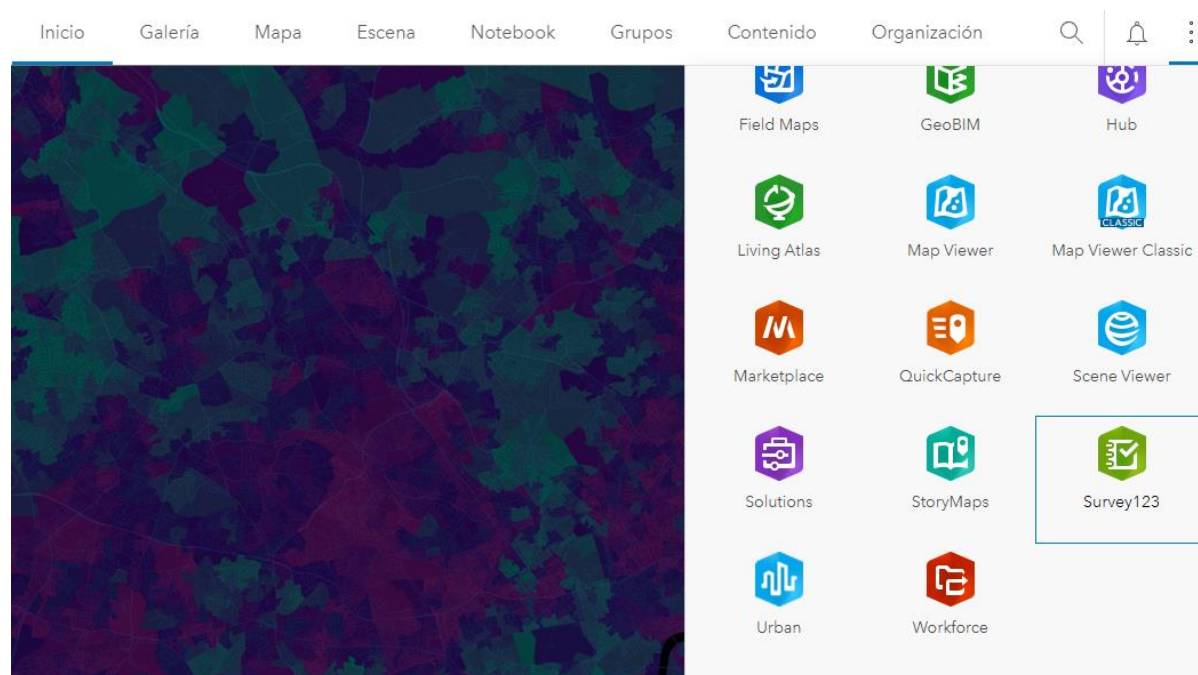 Inicio Galería Mapa Escena Notebook Grupos Contenido Organización
Field Maps GeoBIM Hub
CLASSIC
Living Atlas Map Viewer Map Viewer Classic
Marketplace QuickCapture Scene Viewer
Solutions StoryMaps Survey123
Urban Workforce